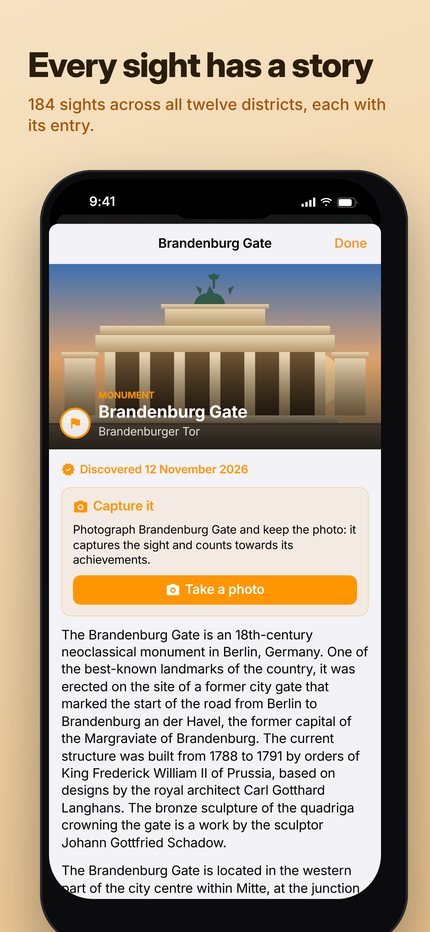 Every sight has a story
184 sights across all twelve districts, each with
its entry.
9:41
Brandenburg Gate
Done
MONUMENT
Brandenburg Gate
Brandenburger Tor
Discovered 12 November 2026
Capture it
Photograph Brandenburg Gate and keep the photo: it
captures the sight and counts towards its
achievements.
Take a photo
The Brandenburg Gate is an 18th-century
neoclassical monument in Berlin, Germany. One of
the best-known landmarks of the country, it was
erected on the site of a former city gate that
marked the start of the road from Berlin to
Brandenburg an der Havel, the former capital of
the Margraviate of Brandenburg. The current
structure was built from 1788 to 1791 by orders of
King Frederick William II of Prussia, based on
designs by the royal architect Carl Gotthard
Langhans. The bronze sculpture of the quadriga
crowning the gate is a work by the sculptor
Johann Gottfried Schadow.
The Brandenburg Gate is located in the western
part of the city centre within Mitte, at the junction